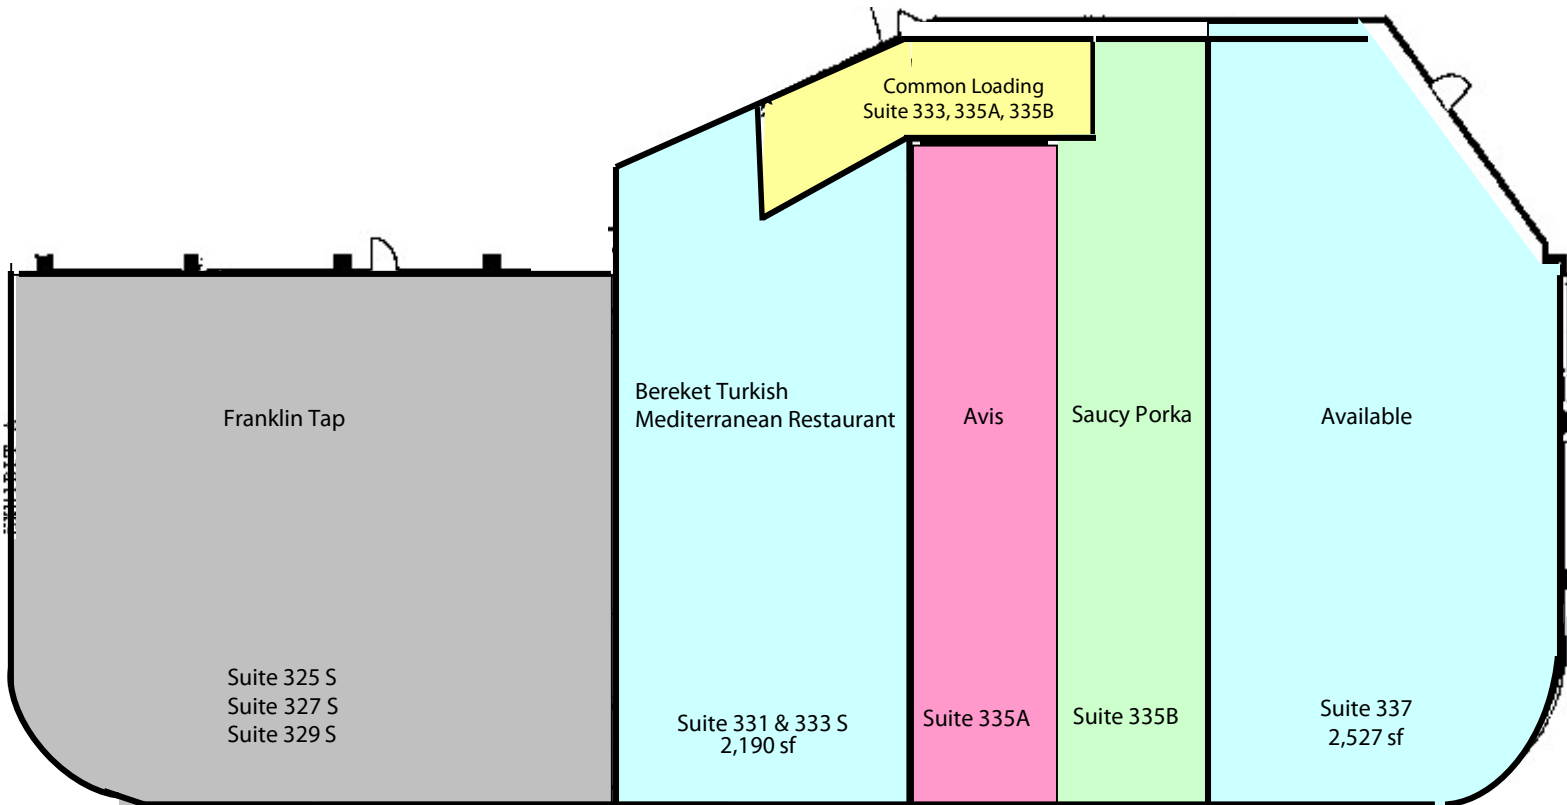 Common Loading
Suite 333, 335A, 335B
Franklin Tap
Bereket Turkish
Mediterranean Restaurant
Avis
Saucy Porka
Available
Suite 325 S
Suite 327 S
Suite 329 S
Suite 331 & 333 S
2,190 sf
Suite 335A
Suite 335B
Suite 337
2,527 sf